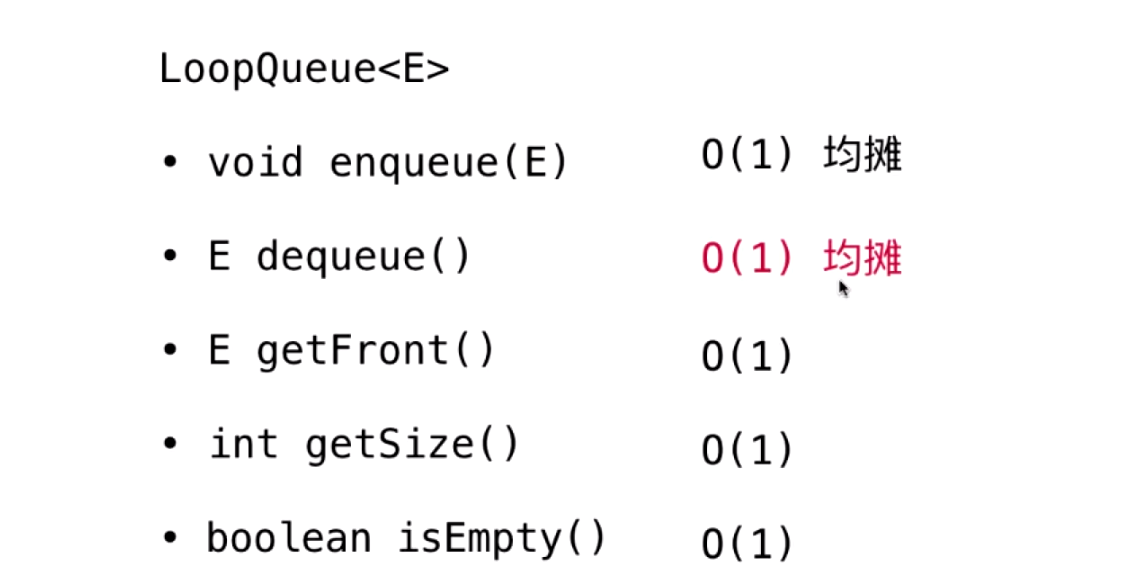 LoopQueue<E>
• void enqueue(E) O(1) 均摊
• E dequeue() O(1) 均摊
• E getFront() O(1)
• int getSize() O(1)
• boolean isEmpty() O(1)